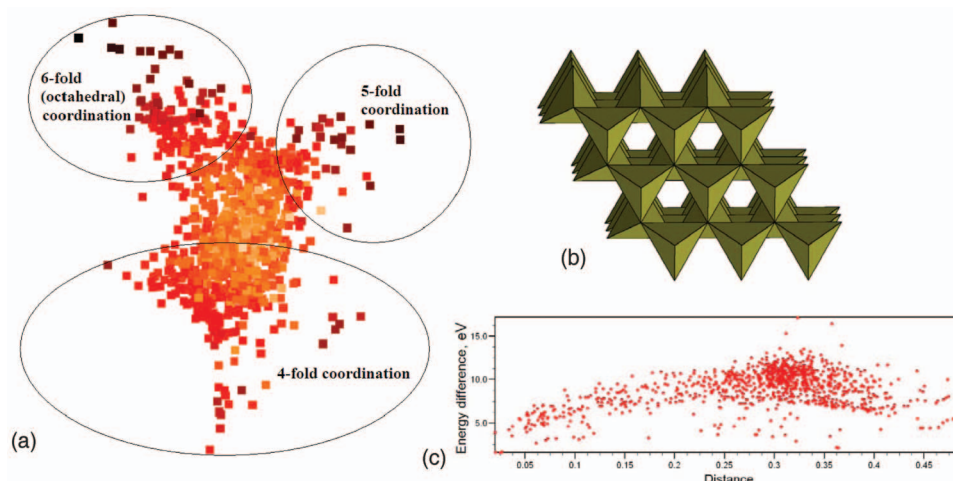 6-fold
(octahedral)
coordination
5-fold
coordination
4-fold coordination
(a)
(b)
(c)
Energy difference, eV
15.0
10.0
5.0
0.05
0.1
0.15
0.2
0.25
0.3
0.35
0.4
0.45
Distance